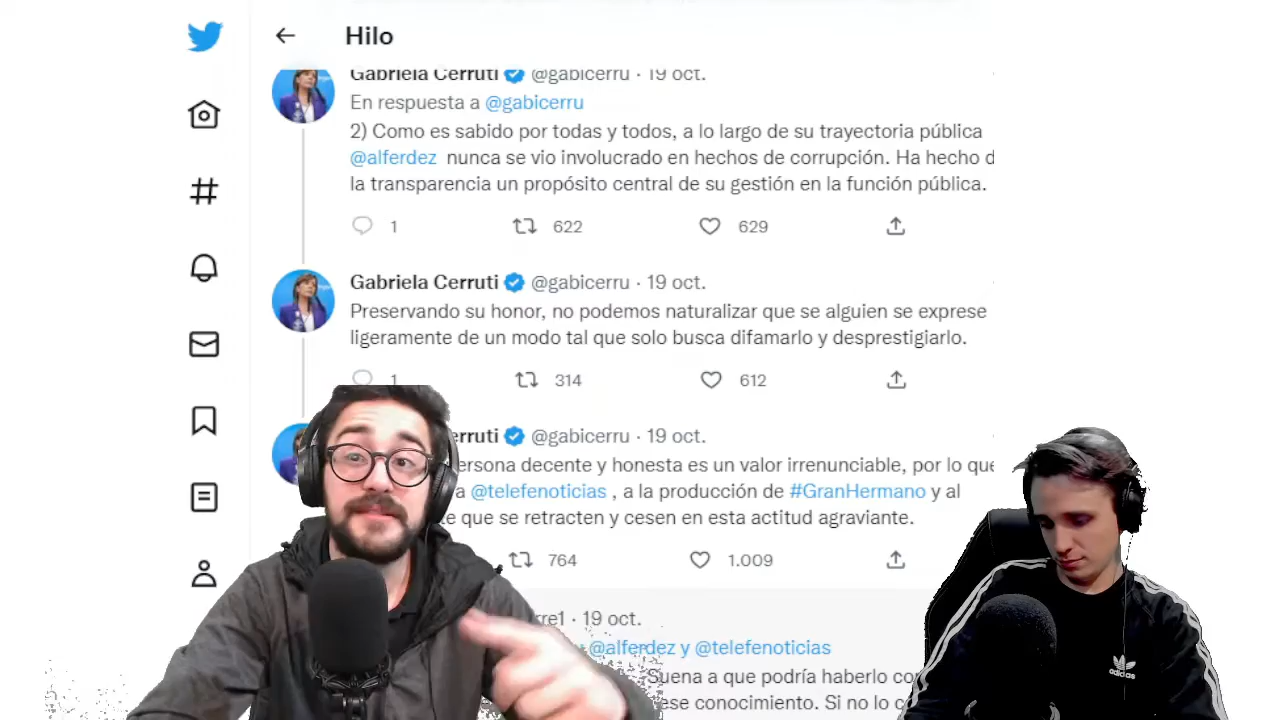 Hilo
Gabriela Cerruti @gabicerru · 19 oct.
En respuesta a @gabicerru
2) Como es sabido por todas y todos, a lo largo de su trayectoria pública
@alferdez nunca se vio involucrado en hechos de corrupción. Ha hecho d
la transparencia un propósito central de su gestión en la función pública.
1 622 629
Gabriela Cerruti @gabicerru · 19 oct.
Preservando su honor, no podemos naturalizar que se alguien se exprese
ligeramente de un modo tal que solo busca difamarlo y desprestigiarlo.
1 314 612
erruti @gabicerru · 19 oct.
ersona decente y honesta es un valor irrenunciable, por lo que
a @telefenoticias , a la producción de #GranHermano y al
que se retracten y cesen en esta actitud agraviante.
764 1.009
rre1 · 19 oct.
@alferdez y @telefenoticias
Suena a que podría haberlo co
ese conocimiento. Si no lo
adidas